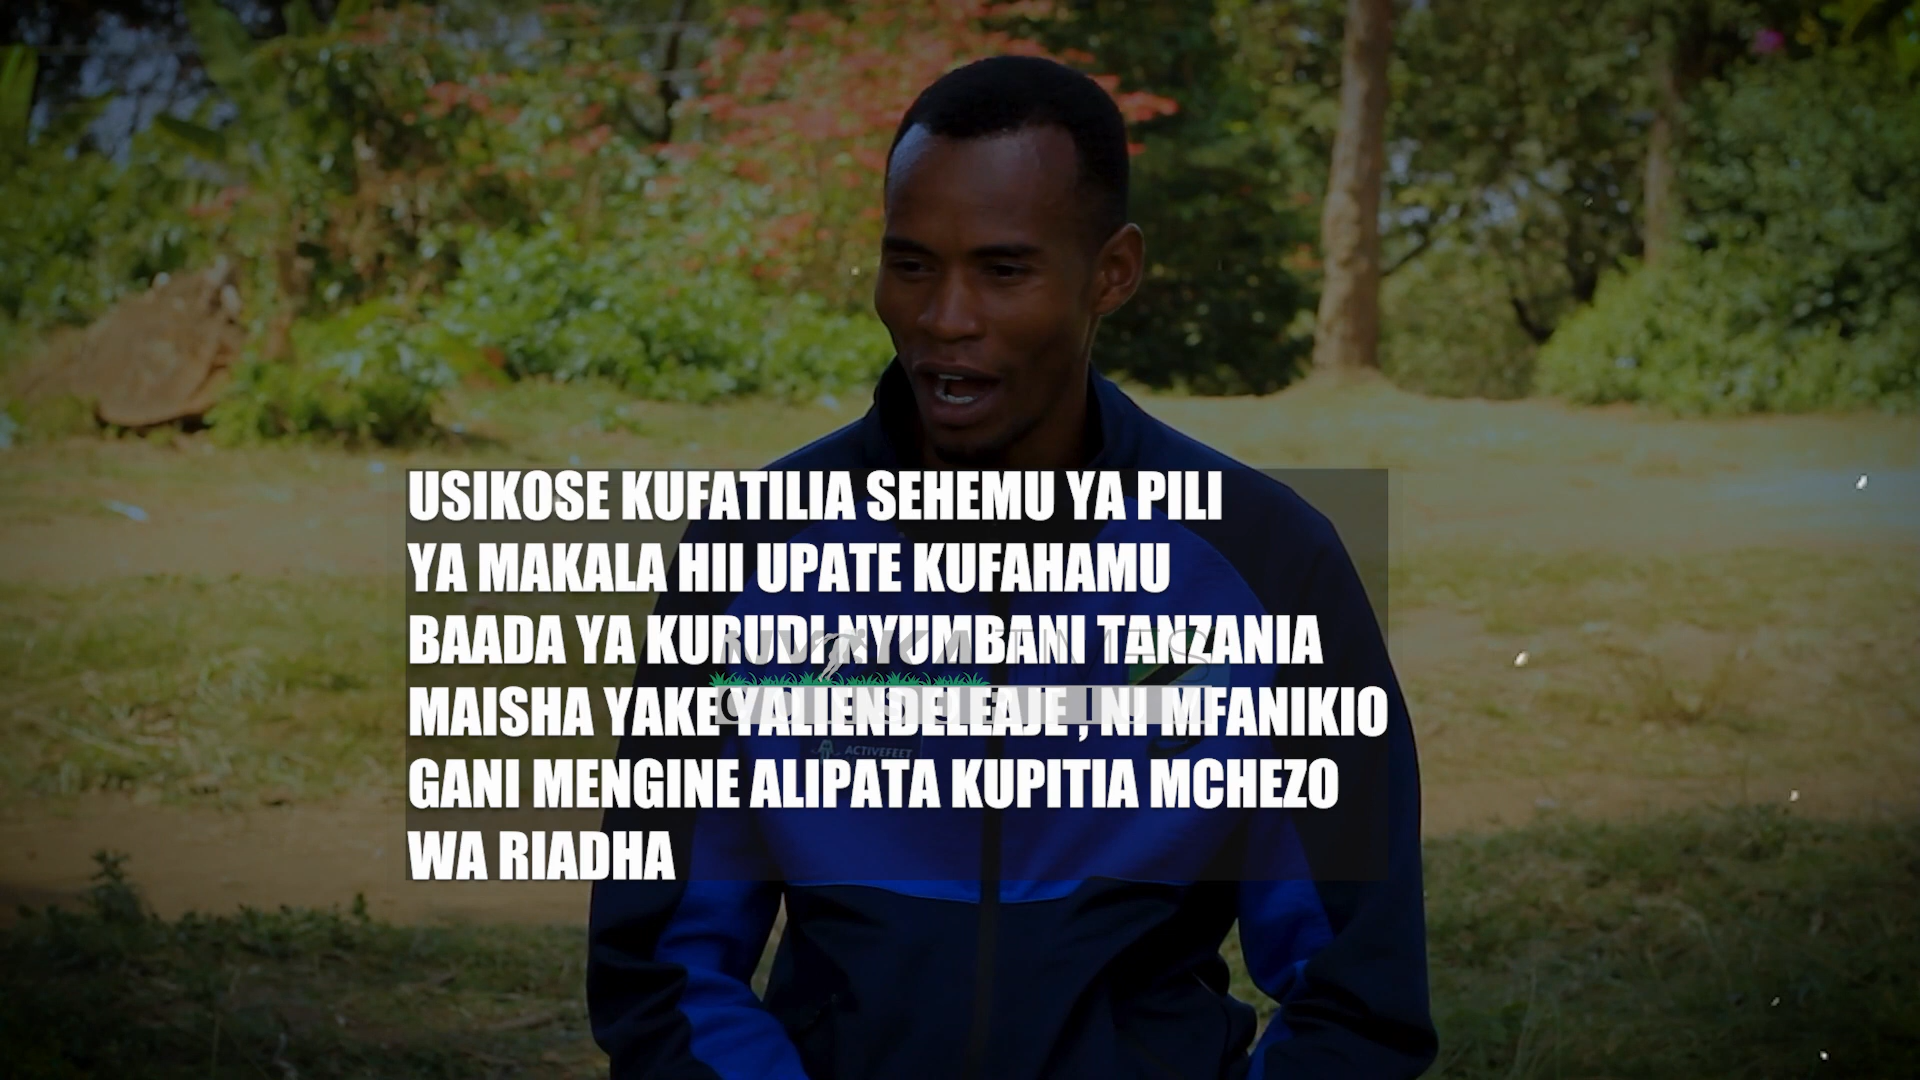 USIKOSE KUFATILIA SEHEMU YA PILI
YA MAKALA HII UPATE KUFAHAMU
BAADA YA KURUDI NYUMBANI TANZANIA
MAISHA YAKE YALIENDELEAJE , NI MFANIKIO
GANI MENGINE ALIPATA KUPITIA MCHEZO
WA RIADHA
ACTIVEFEET